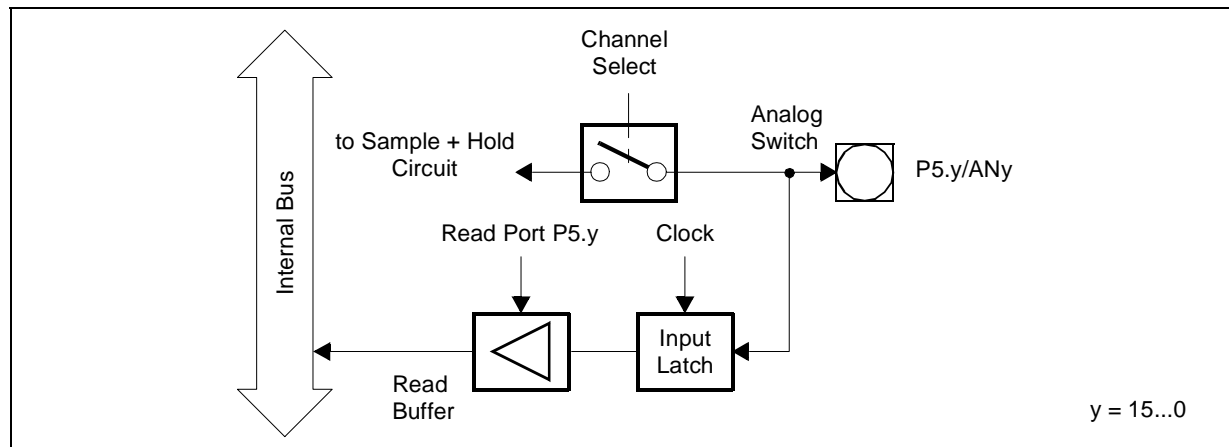 Channel
Select
Analog
Switch
to Sample + Hold
Circuit
P5.y/ANy
Read Port P5.y
Clock
Internal Bus
Input
Latch
Read
Buffer
y = 15...0